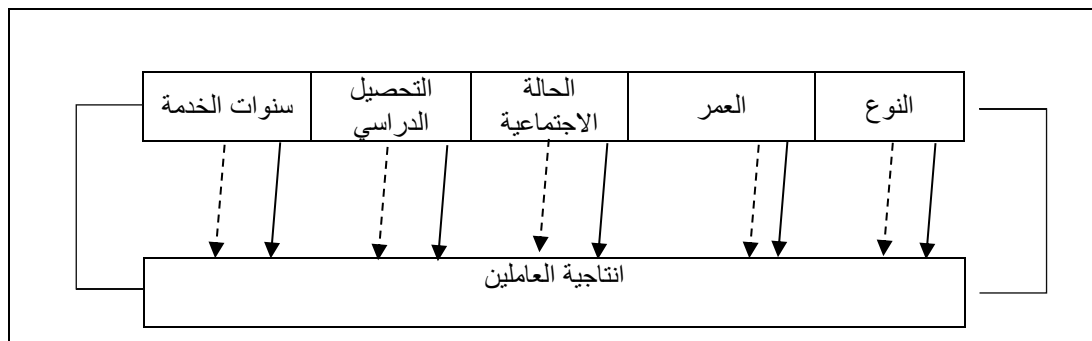 النوع
العمر
الحالة
الاجتماعية
التحصيل
الدراسي
سنوات الخدمة
انتاجية العاملين